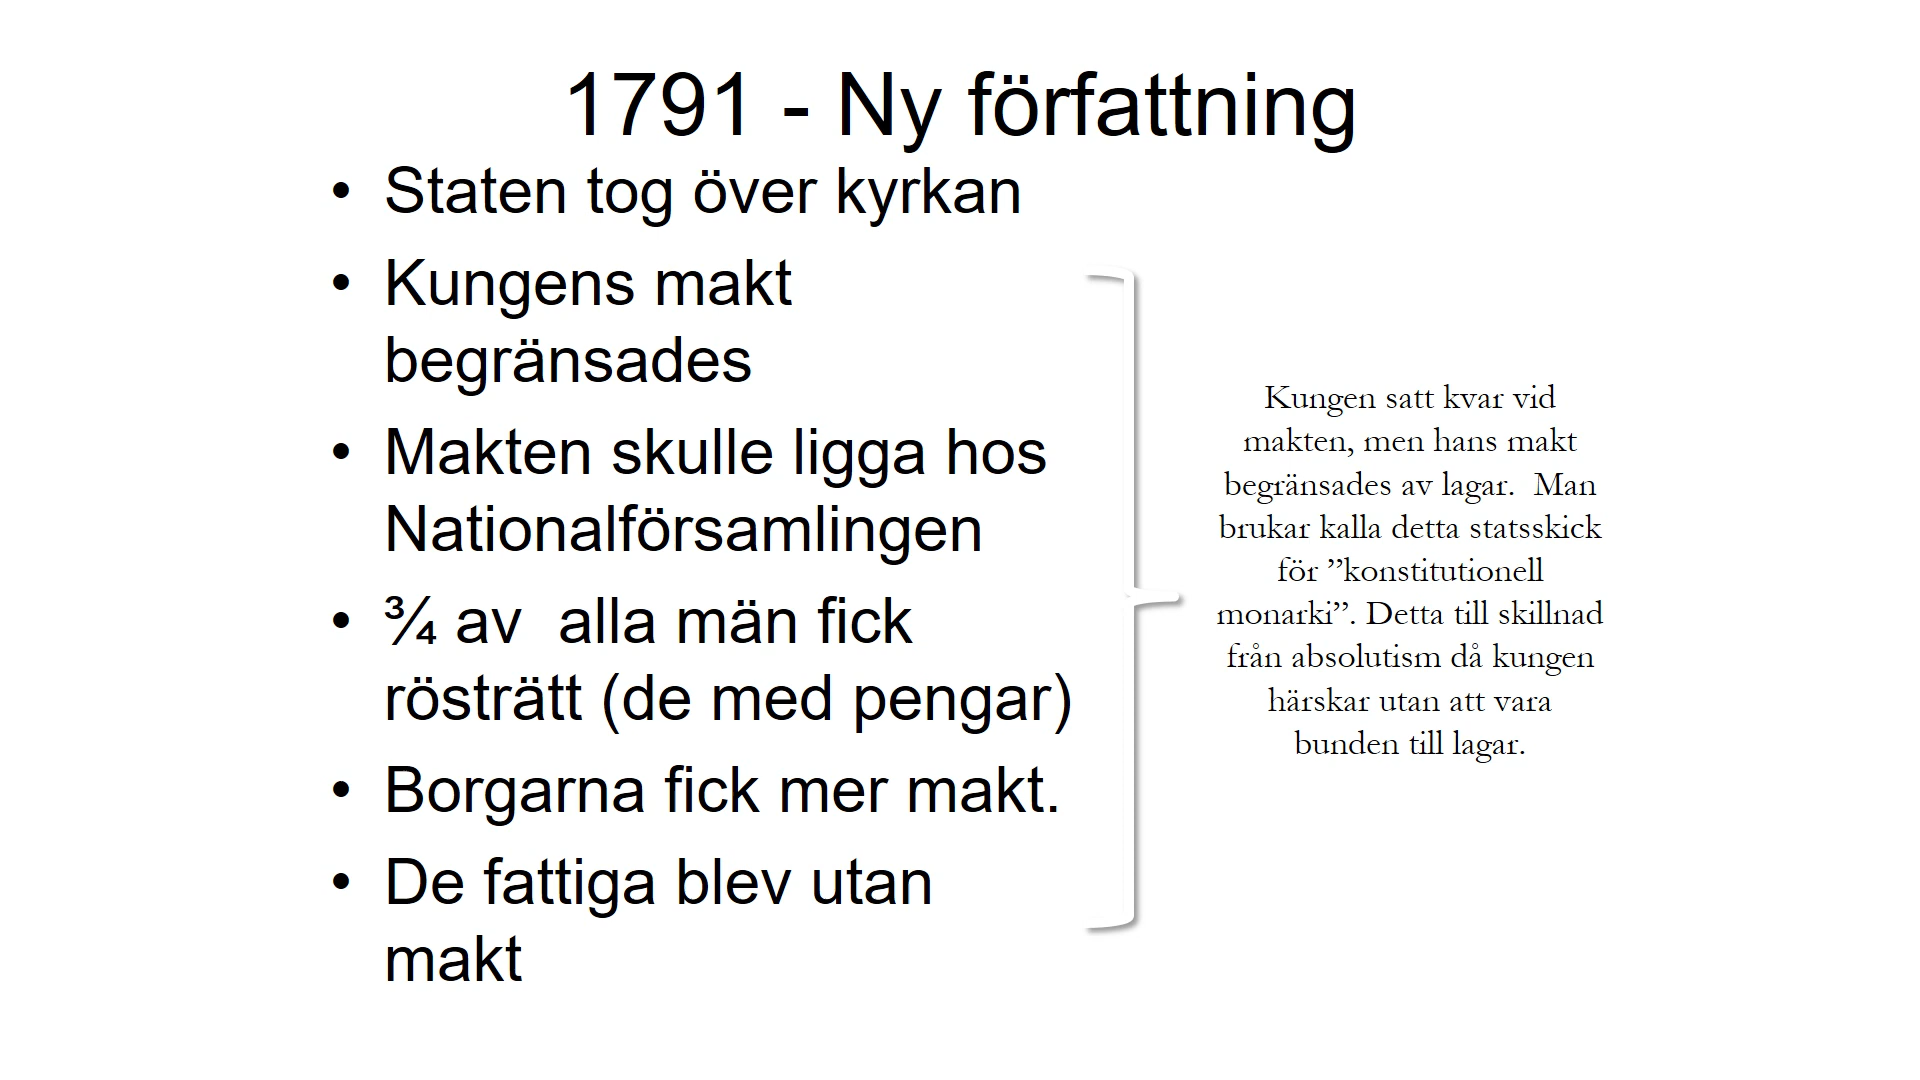 1791 - Ny författning
• Staten tog över kyrkan
• Kungens makt
begränsades
• Makten skulle ligga hos
Nationalförsamlingen
• ¾ av  alla män fick
rösträtt (de med pengar)
• Borgarna fick mer makt.
• De fattiga blev utan
makt
Kungen satt kvar vid
makten, men hans makt
begränsades av lagar.  Man
brukar kalla detta statsskick
för ”konstitutionell
monarki”. Detta till skillnad
från absolutism då kungen
härskar utan att vara
bunden till lagar.